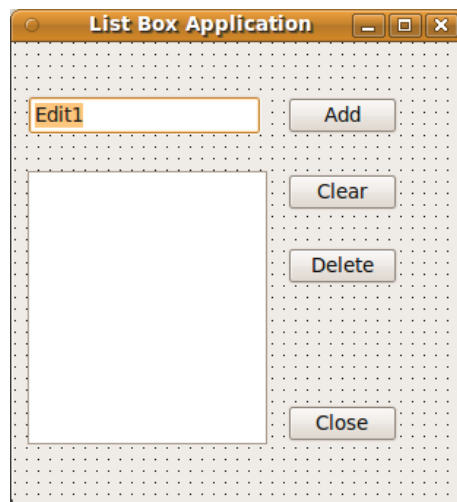 List Box Application
Edit1
Add
Clear
Delete
Close